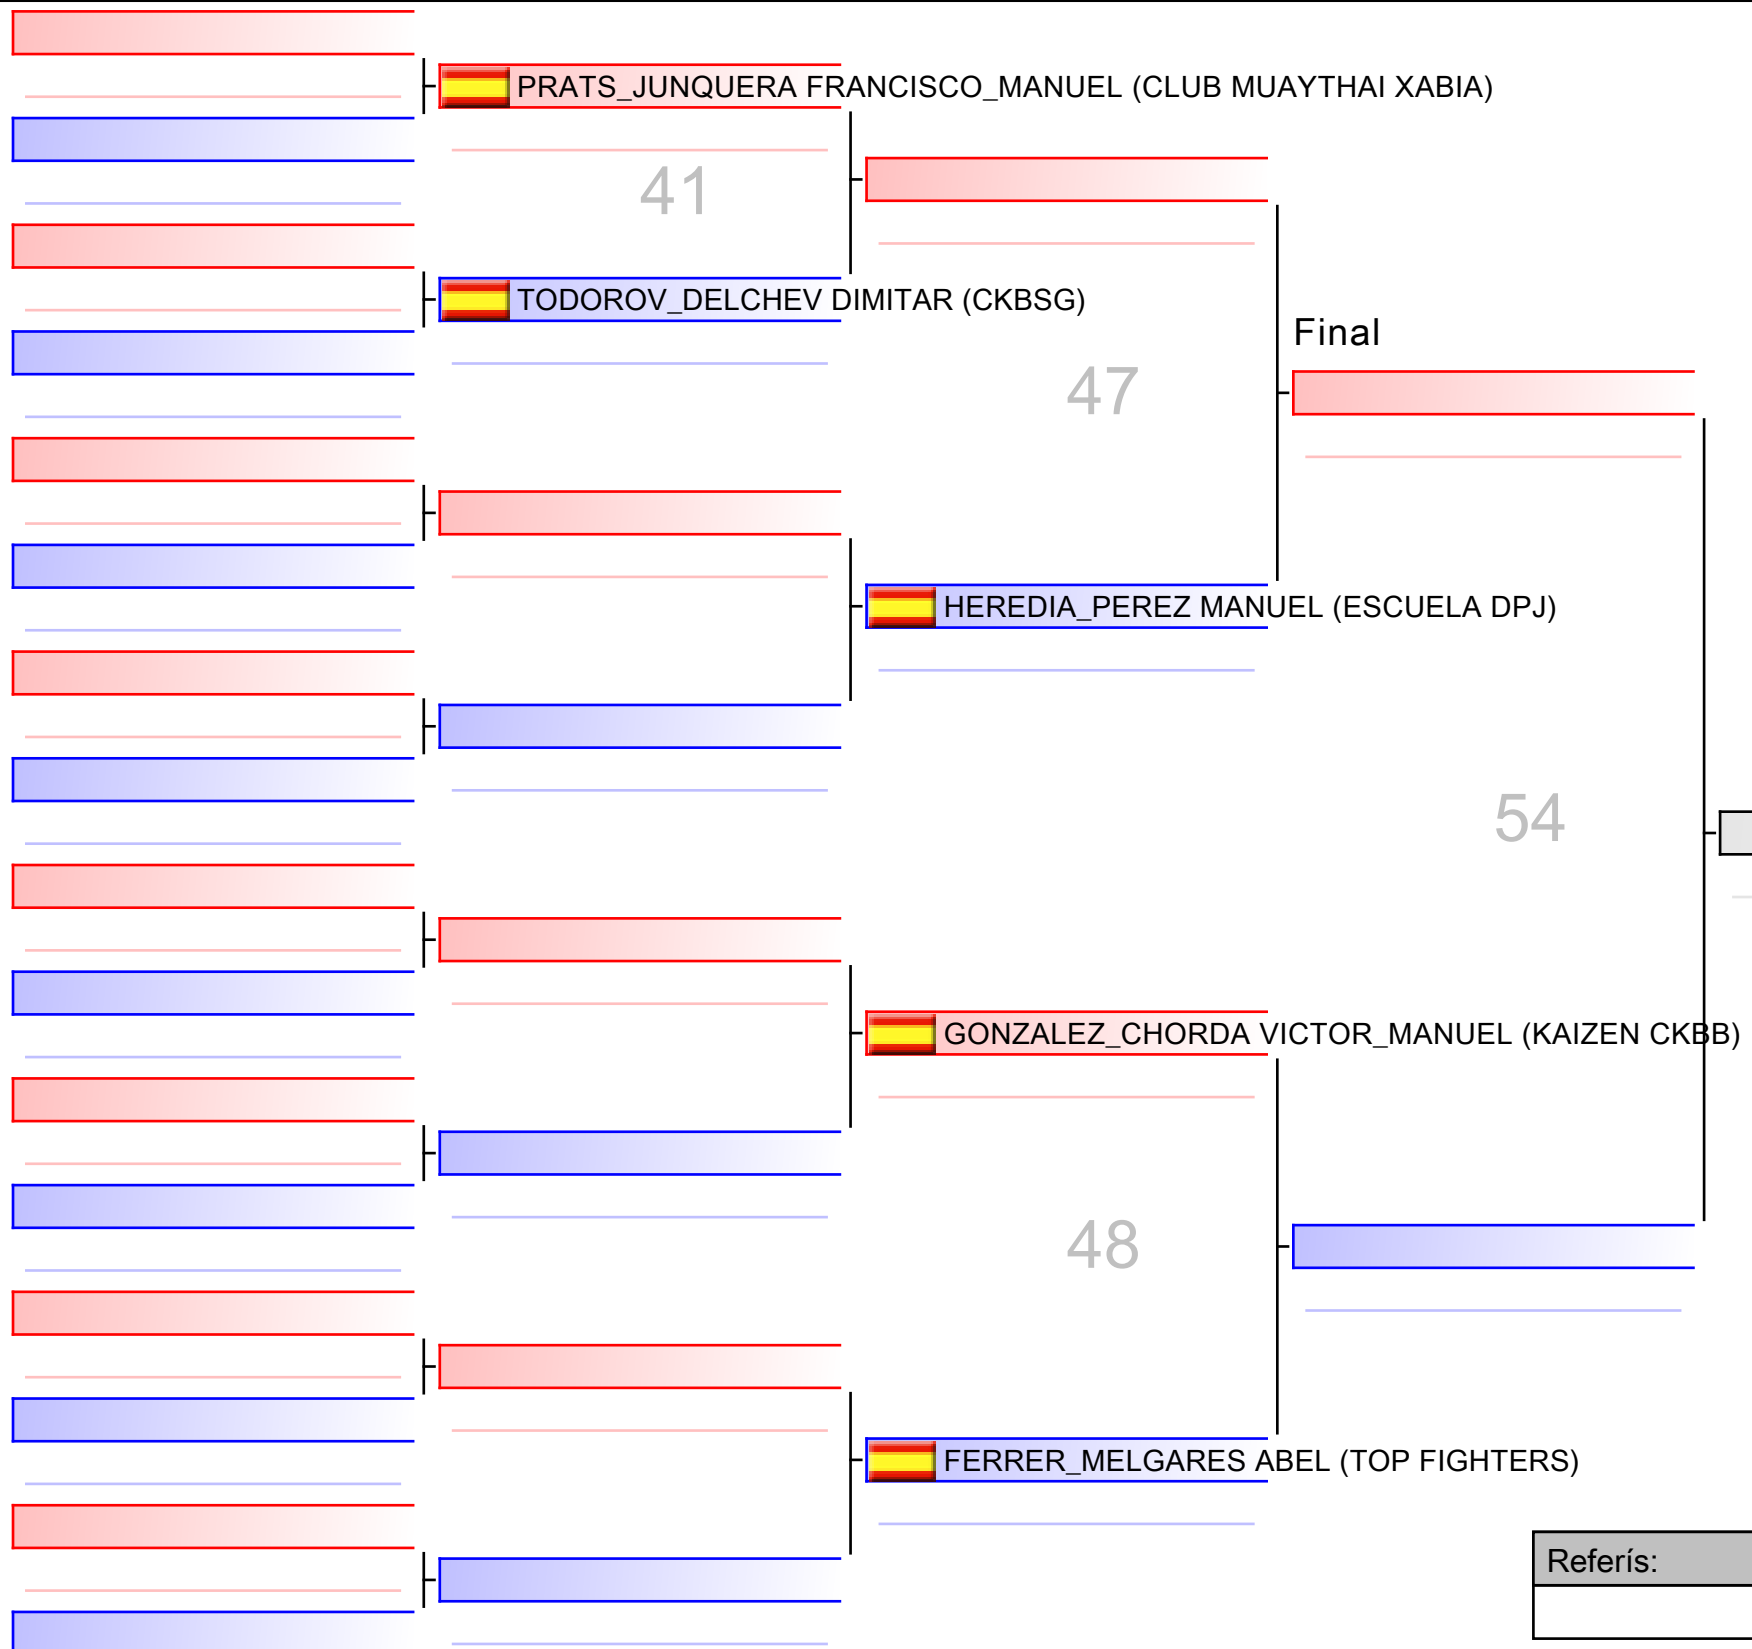 PRATS_JUNQUERA FRANCISCO_MANUEL (CLUB MUAYTHAI XABIA)
41
TODOROV_DELCHEV DIMITAR (CKBSG)
Final
47
HEREDIA_PEREZ MANUEL (ESCUELA DPJ)
54
GONZALEZ_CHORDA VICTOR_MANUEL (KAIZEN CKBB)
48
FERRER_MELGARES ABEL (TOP FIGHTERS)
Referís: